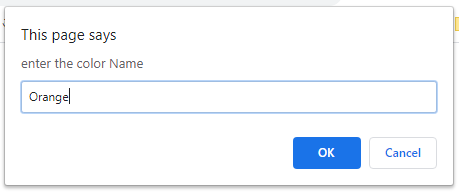 This page says
enter the color Name
Orange
OK
Cancel